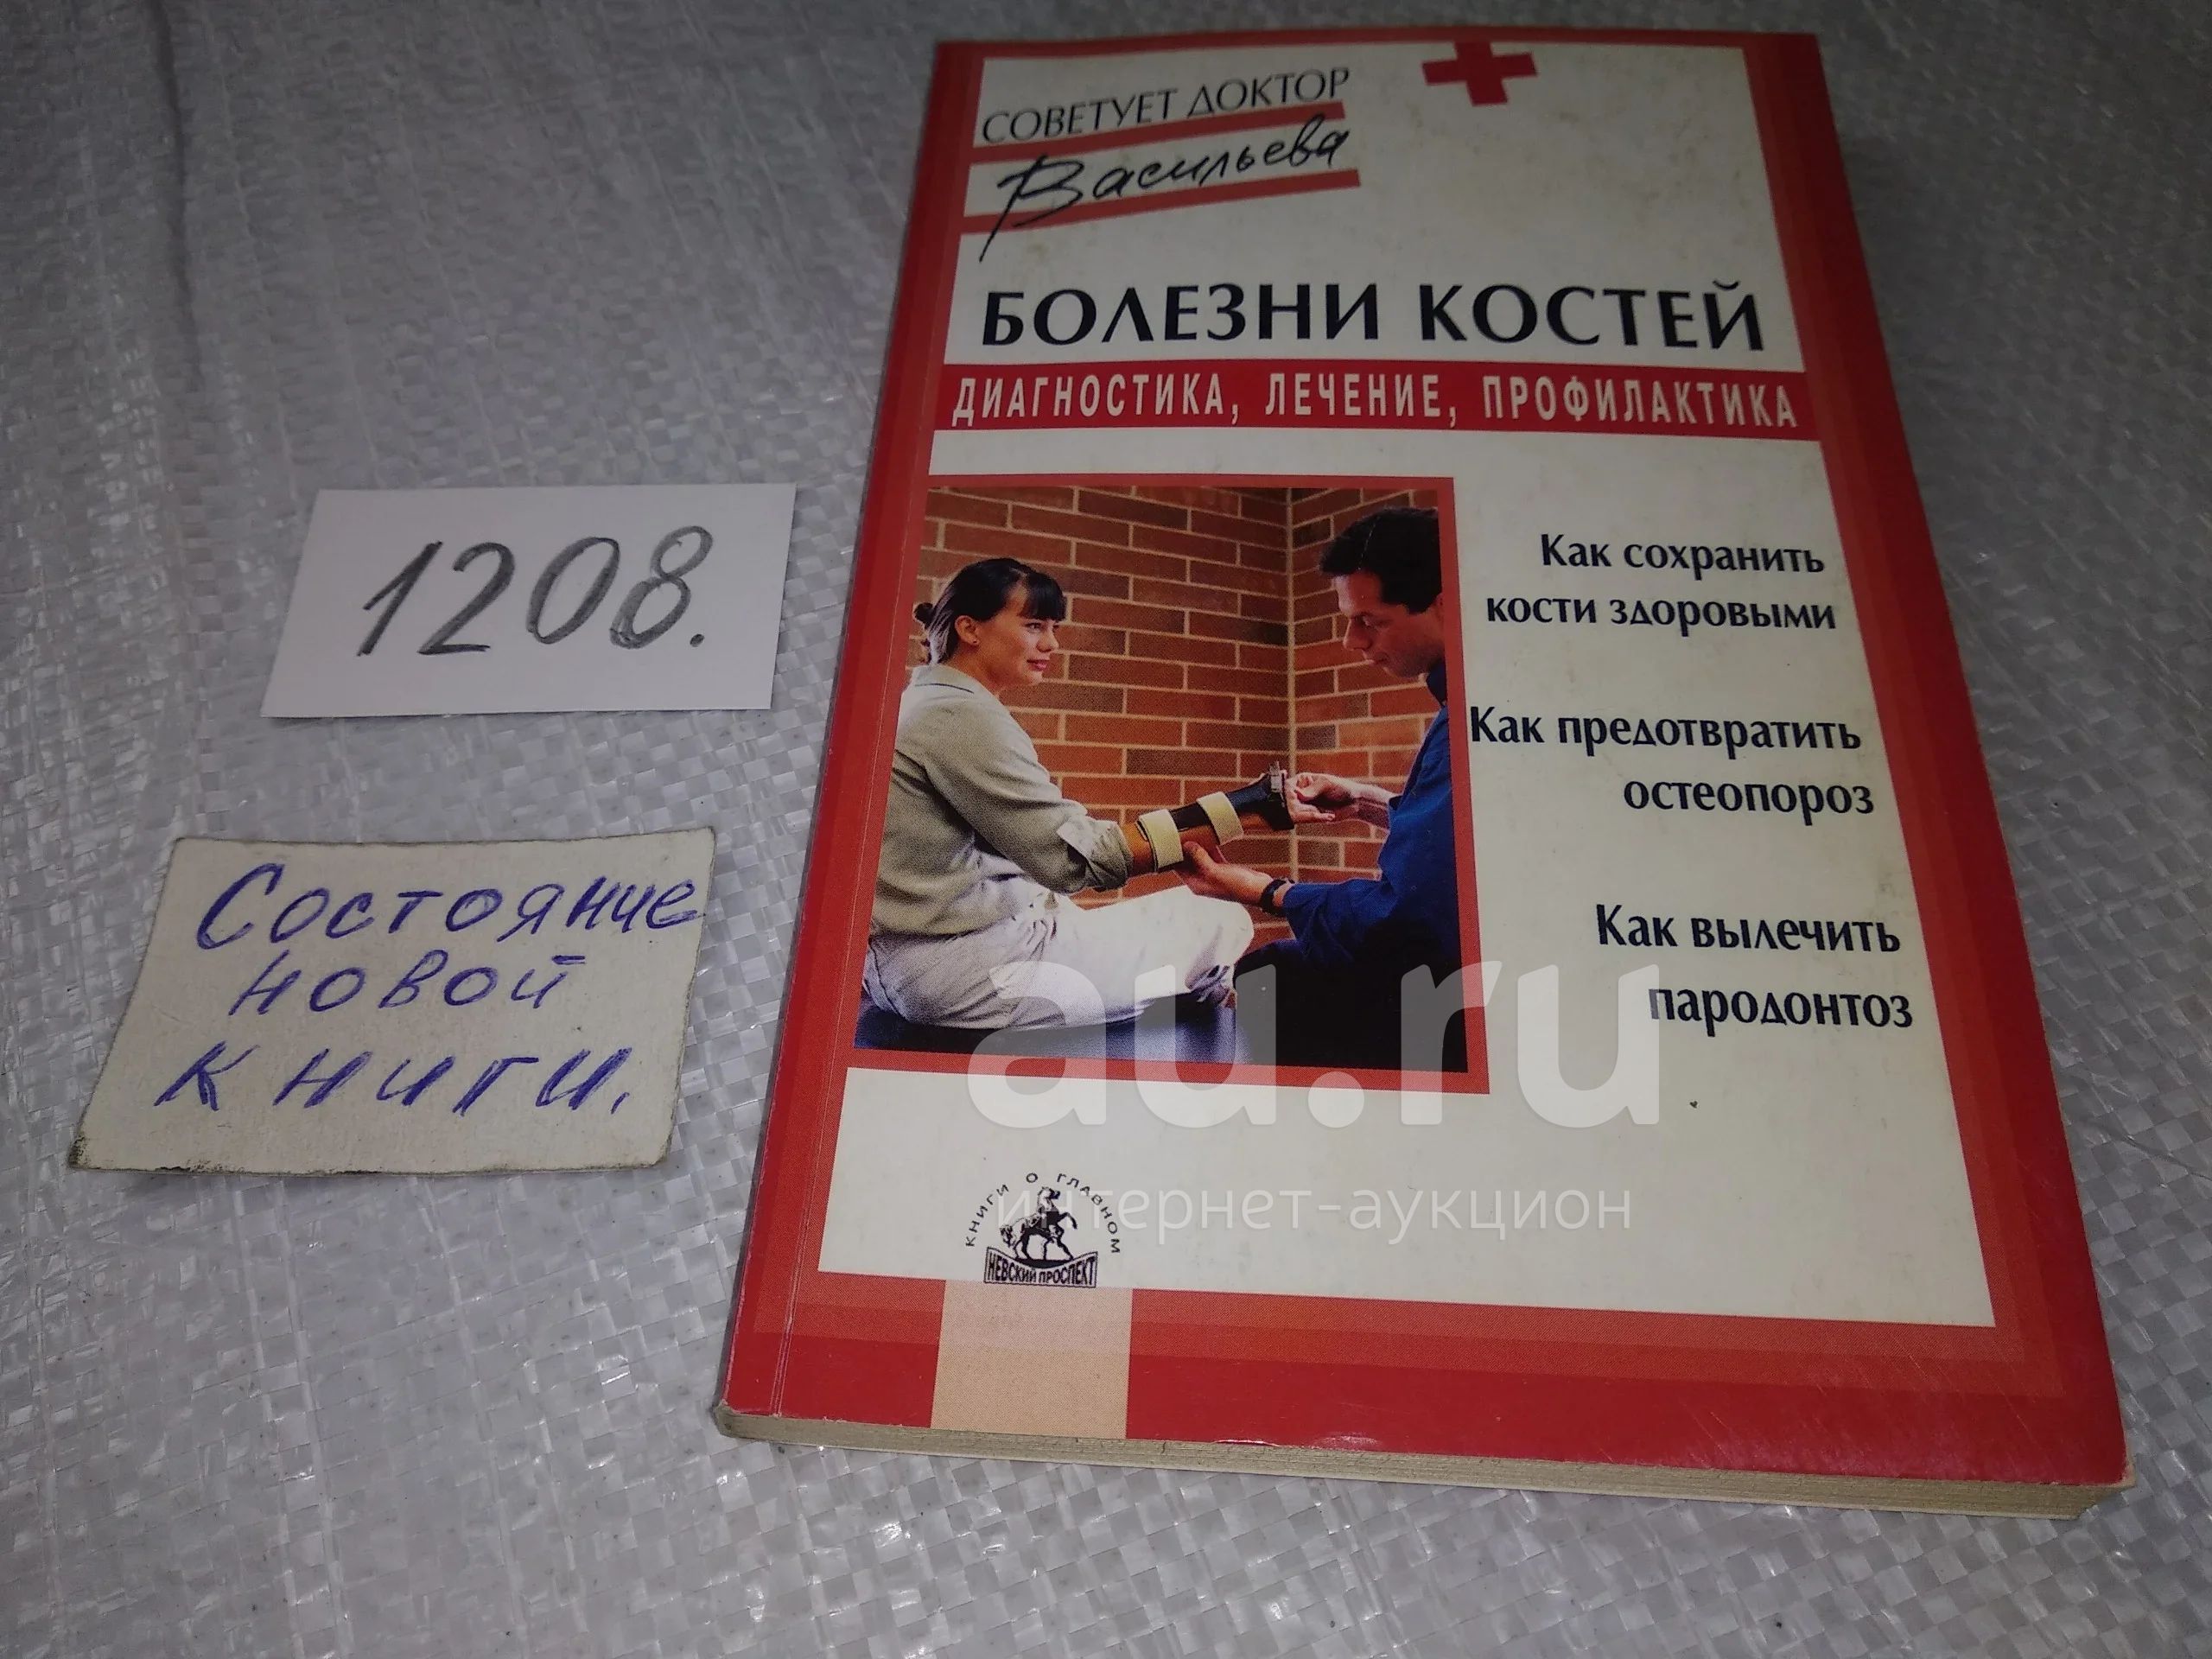 СОВЕТУЕТ ДОКТОР
Васильева
БОЛЕЗНИ КОСТЕЙ
ДИАГНОСТИКА, ЛЕЧЕНИЕ, ПРОФИЛАКТИКА
Как сохранить
кости здоровыми
Как предотвратить
остеопороз
Как вылечить
пародонтоз
КНИГИ О ГЛАВНОМ
НЕВСКИЙ ПРОСПЕКТ
1208.
Состояние
новой
книги.
au.ru
интернет-аукцион